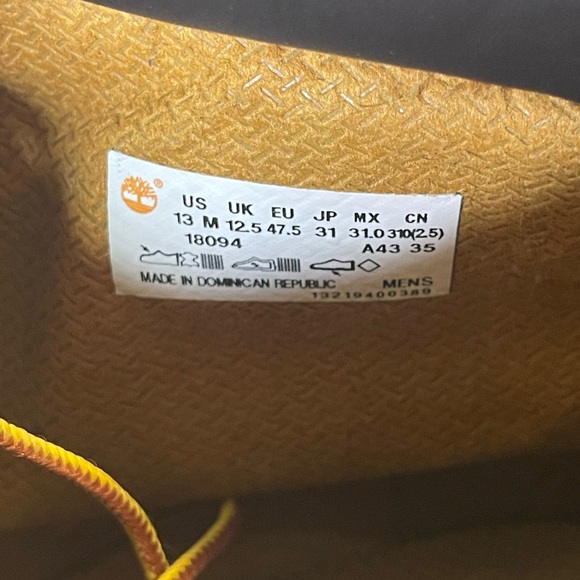 ®
US UK EU JP MX CN
13 M 12.5 47.5 31 31.0 310(2.5)
18094 A43 35
MADE IN DOMINICAN REPUBLIC MENS
13219400389